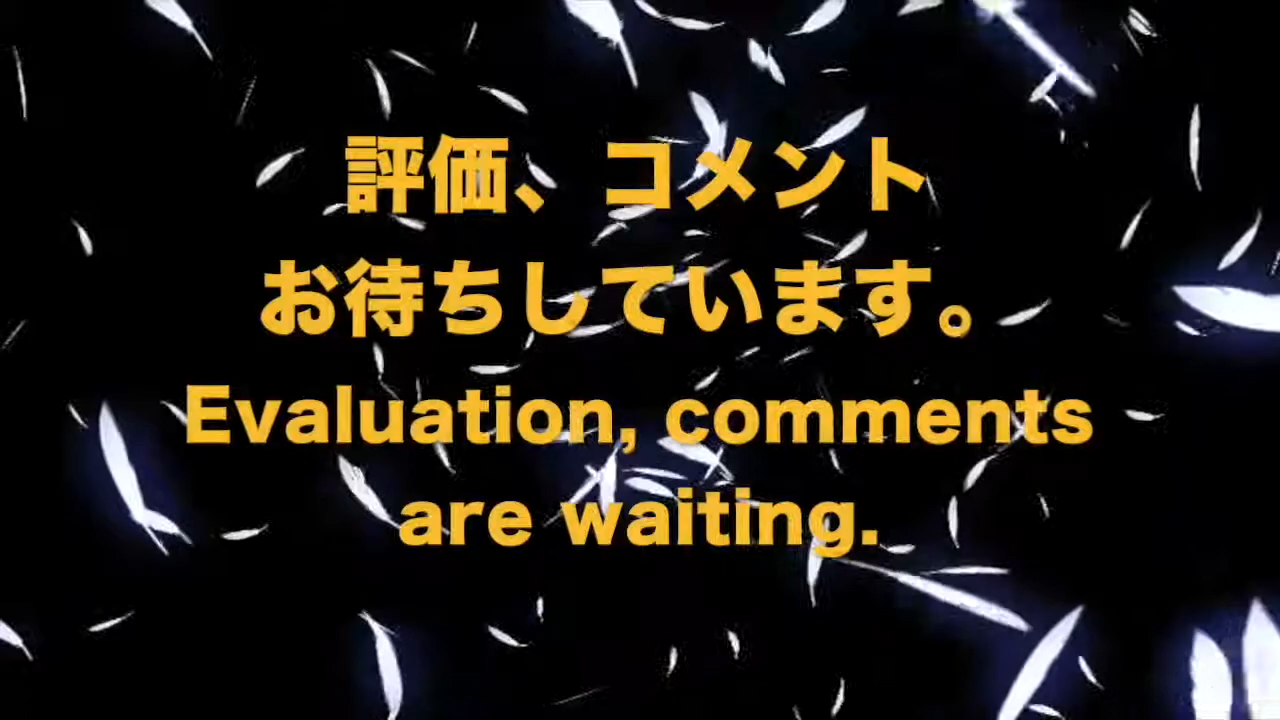 評価、コメント
お待ちしています。
Evaluation, comments
are waiting.